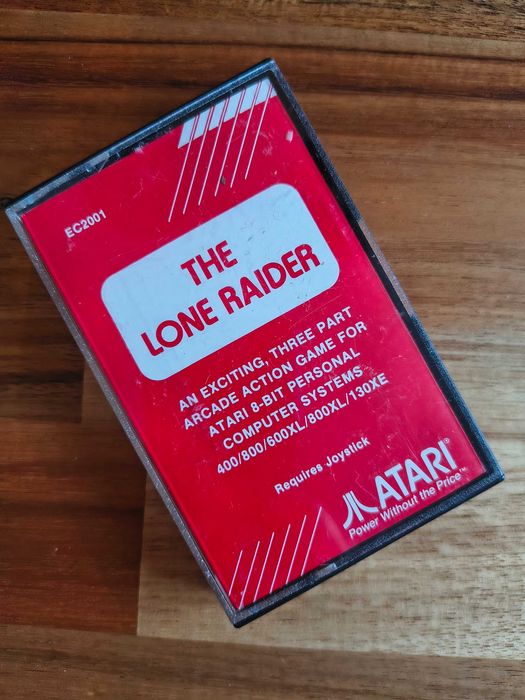 EC2001
THE
LONE RAIDER
AN EXCITING, THREE PART
ARCADE ACTION GAME FOR
ATARI 8-BIT PERSONAL
COMPUTER SYSTEMS
400/800/600XL/800XL/130XE
Requires Joystick
ATARI®
Power Without the Price™